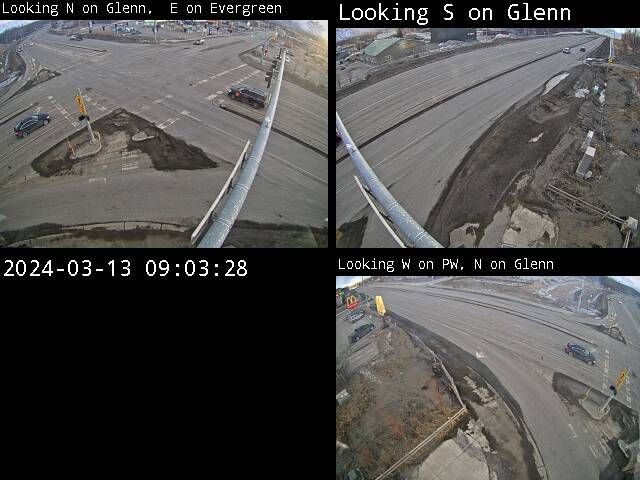 Looking N on Glenn, E on Evergreen
Looking S on Glenn
2024-03-13 09:03:28
Looking W on PW, N on Glenn